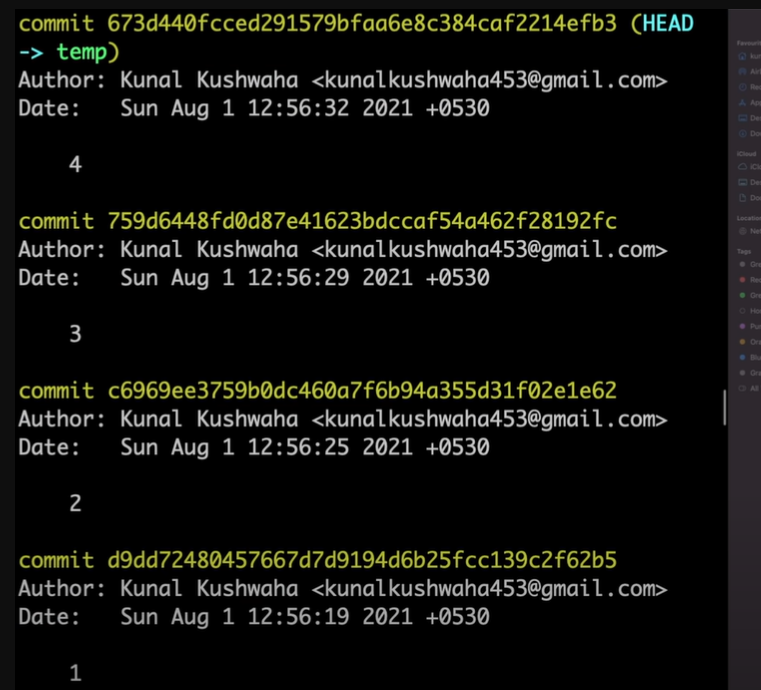 commit 673d440fcced291579bfaa6e8c384caf2214efb3 (HEAD
-> temp)
Author: Kunal Kushwaha <kunalkushwaha453@gmail.com>
Date:   Sun Aug 1 12:56:32 2021 +0530
4
commit 759d6448fd0d87e41623bdccaf54a462f28192fc
Author: Kunal Kushwaha <kunalkushwaha453@gmail.com>
Date:   Sun Aug 1 12:56:29 2021 +0530
3
commit c6969ee3759b0dc460a7f6b94a355d31f02e1e62
Author: Kunal Kushwaha <kunalkushwaha453@gmail.com>
Date:   Sun Aug 1 12:56:25 2021 +0530
2
commit d9dd72480457667d7d9194d6b25fcc139c2f62b5
Author: Kunal Kushwaha <kunalkushwaha453@gmail.com>
Date:   Sun Aug 1 12:56:19 2021 +0530
1
iCloud
Tags
All